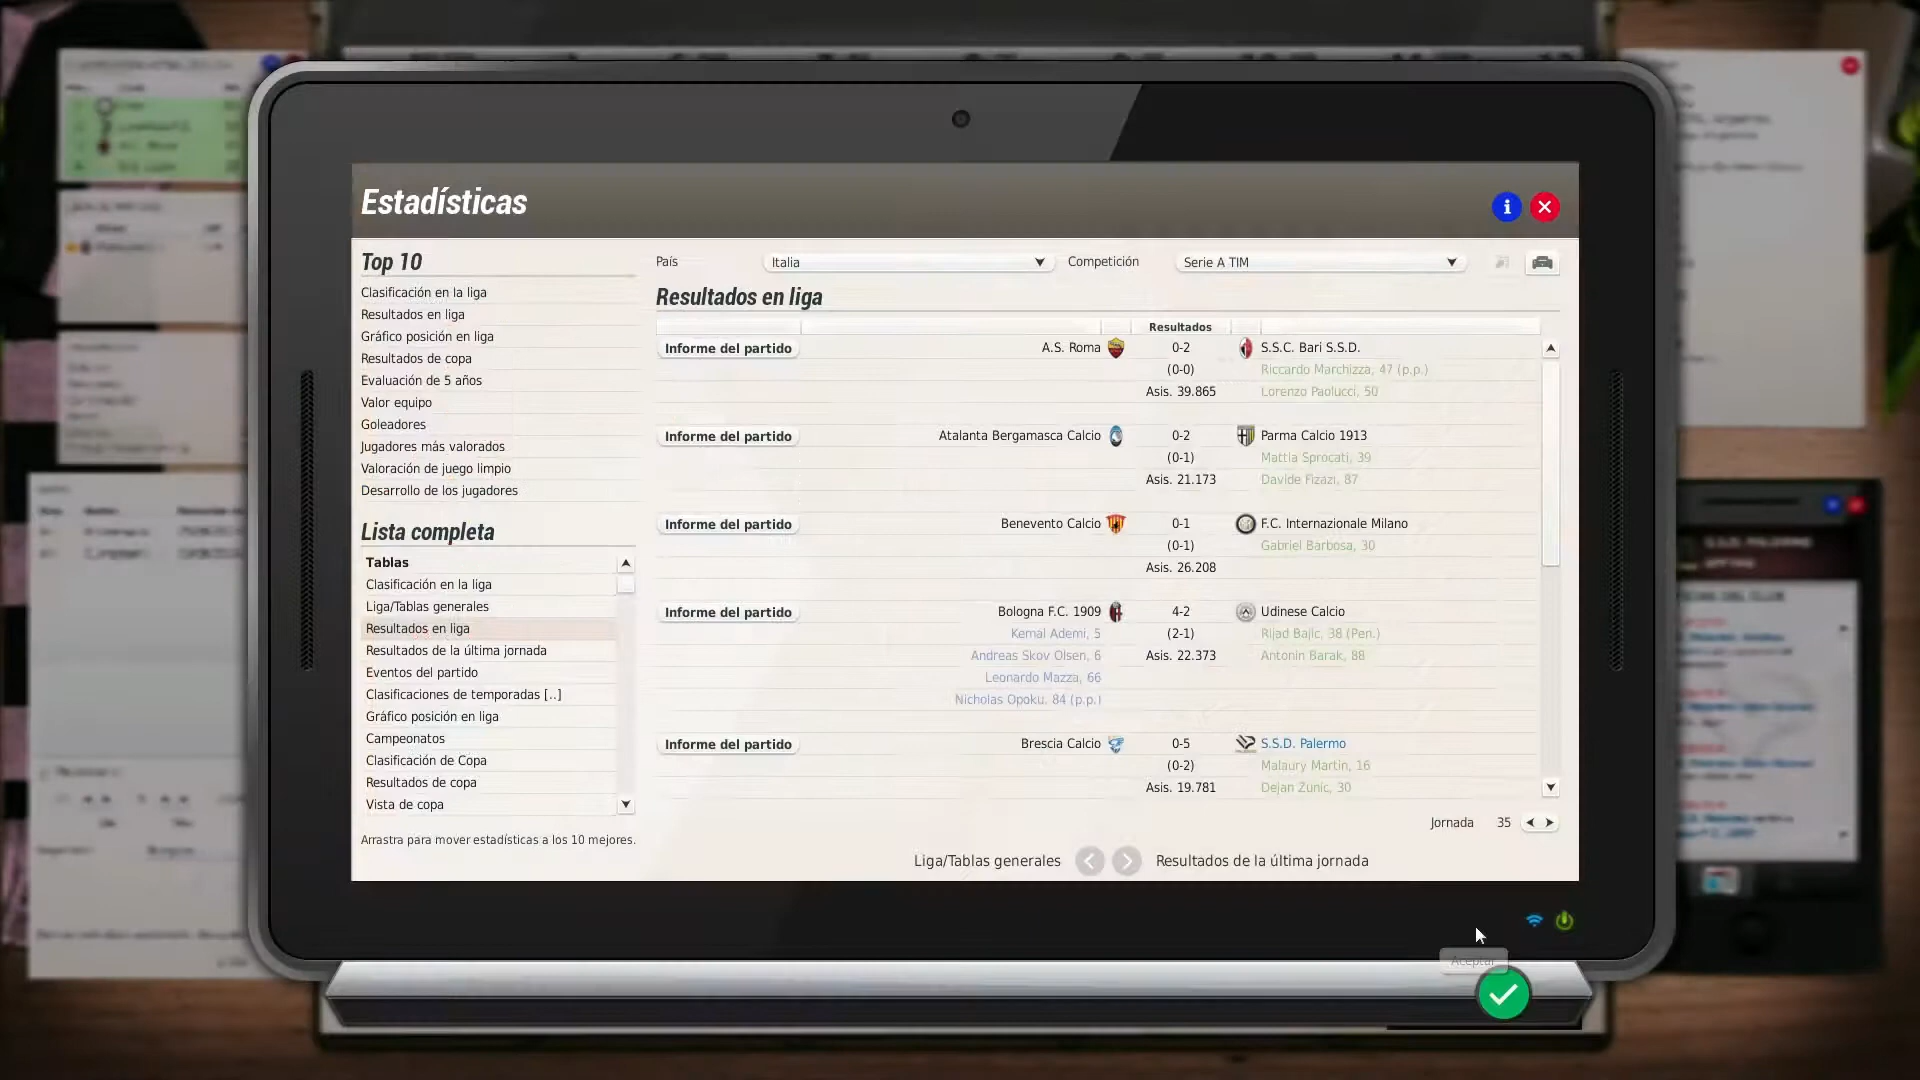 Estadísticas
Top 10
Clasificación en la liga
Resultados en liga
Gráfico posición en liga
Resultados de copa
Evaluación de 5 años
Valor equipo
Goleadores
Jugadores más valorados
Valoración de juego limpio
Desarrollo de los jugadores
Lista completa
Tablas
Clasificación en la liga
Liga/Tablas generales
Resultados en liga
Resultados de la última jornada
Eventos del partido
Clasificaciones de temporadas [..]
Gráfico posición en liga
Campeonatos
Clasificación de Copa
Resultados de copa
Vista de copa
Arrastra para mover estadísticas a los 10 mejores.
País Italia Competición Serie A TIM
Resultados en liga
Resultados
Informe del partido A.S. Roma 0-2 S.S.C. Bari S.S.D.
(0-0) Riccardo Marchizza, 47 (p.p.)
Asis. 39.865 Lorenzo Paolucci, 50
Informe del partido Atalanta Bergamasca Calcio 0-2 Parma Calcio 1913
(0-1) Mattia Sprocati, 39
Asis. 21.173 Davide Fizazi, 87
Informe del partido Benevento Calcio 0-1 F.C. Internazionale Milano
(0-1) Gabriel Barbosa, 30
Asis. 26.208
Informe del partido Bologna F.C. 1909 4-2 Udinese Calcio
Kemal Ademi, 5 (2-1) Rijad Bajic, 38 (Pen.)
Andreas Skov Olsen, 6 Asis. 22.373 Antonin Barak, 88
Leonardo Mazza, 66
Nicholas Opoku, 84 (p.p.)
Informe del partido Brescia Calcio 0-5 S.S.D. Palermo
(0-2) Malaury Martin, 16
Asis. 19.781 Dejan Zunic, 30
Jornada 35
Liga/Tablas generales Resultados de la última jornada
Aceptar